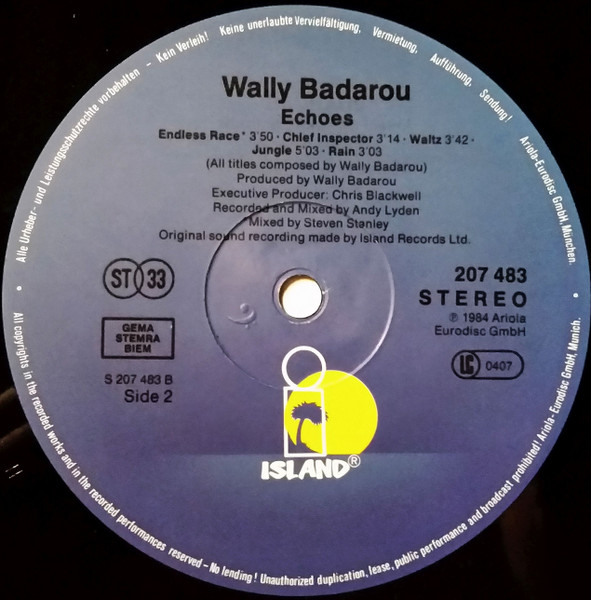 Alle Urheber- und Leistungsschutzrechte vorbehalten – Kein Verleih! Keine unerlaubte Vervielfältigung, Vermietung, Aufführung, Sendung! Ariola-Eurodisc GmbH, München.
Wally Badarou
Echoes
Endless Race* 3'50 · Chief Inspector 3'14 · Waltz 3'42 ·
Jungle 5'03 · Rain 3'03
(All titles composed by Wally Badarou)
Produced by Wally Badarou
Executive Producer: Chris Blackwell
Recorded and Mixed by Andy Lyden
Mixed by Steven Stanley
Original sound recording made by Island Records Ltd.
ST 33
207 483
STEREO
℗ 1984 Ariola
Eurodisc GmbH
GEMA
STEMRA
BIEM
LC 0407
S 207 483 B
Side 2
ISLAND®
All copyrights in the recorded works and in the recorded performances reserved – No lending! Unauthorized duplication, lease, public performance and broadcast prohibited! Ariola-Eurodisc GmbH, Munich.